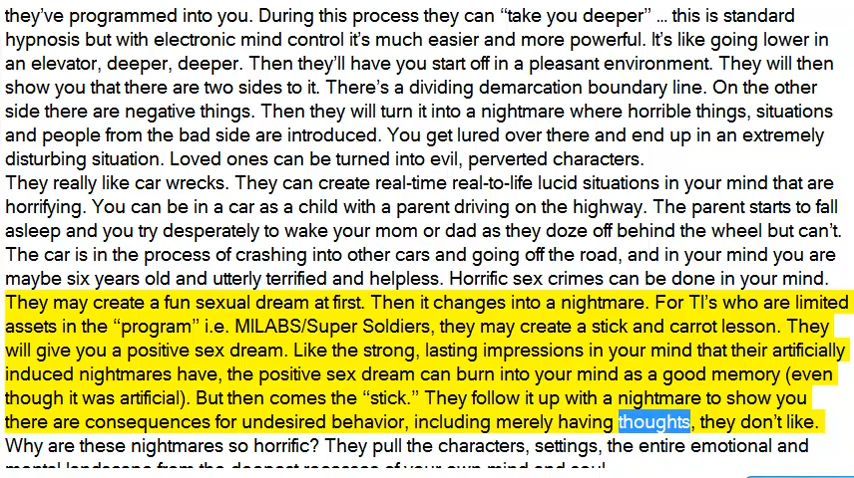 they’ve programmed into you. During this process they can “take you deeper” ... this is standard
hypnosis but with electronic mind control it’s much easier and more powerful. It’s like going lower in
an elevator, deeper, deeper. Then they’ll have you start off in a pleasant environment. They will then
show you that there are two sides to it. There’s a dividing demarcation boundary line. On the other
side there are negative things. Then they will turn it into a nightmare where horrible things, situations
and people from the bad side are introduced. You get lured over there and end up in an extremely
disturbing situation. Loved ones can be turned into evil, perverted characters.
They really like car wrecks. They can create real-time real-to-life lucid situations in your mind that are
horrifying. You can be in a car as a child with a parent driving on the highway. The parent starts to fall
asleep and you try desperately to wake your mom or dad as they doze off behind the wheel but can’t.
The car is in the process of crashing into other cars and going off the road, and in your mind you are
maybe six years old and utterly terrified and helpless. Horrific sex crimes can be done in your mind.
They may create a fun sexual dream at first. Then it changes into a nightmare. For TI’s who are limited
assets in the “program” i.e. MILABS/Super Soldiers, they may create a stick and carrot lesson. They
will give you a positive sex dream. Like the strong, lasting impressions in your mind that their artificially
induced nightmares have, the positive sex dream can burn into your mind as a good memory (even
though it was artificial). But then comes the “stick.” They follow it up with a nightmare to show you
there are consequences for undesired behavior, including merely having thoughts, they don’t like.
Why are these nightmares so horrific? They pull the characters, settings, the entire emotional and
mental landscape from the deepest recesses of your own mind and soul